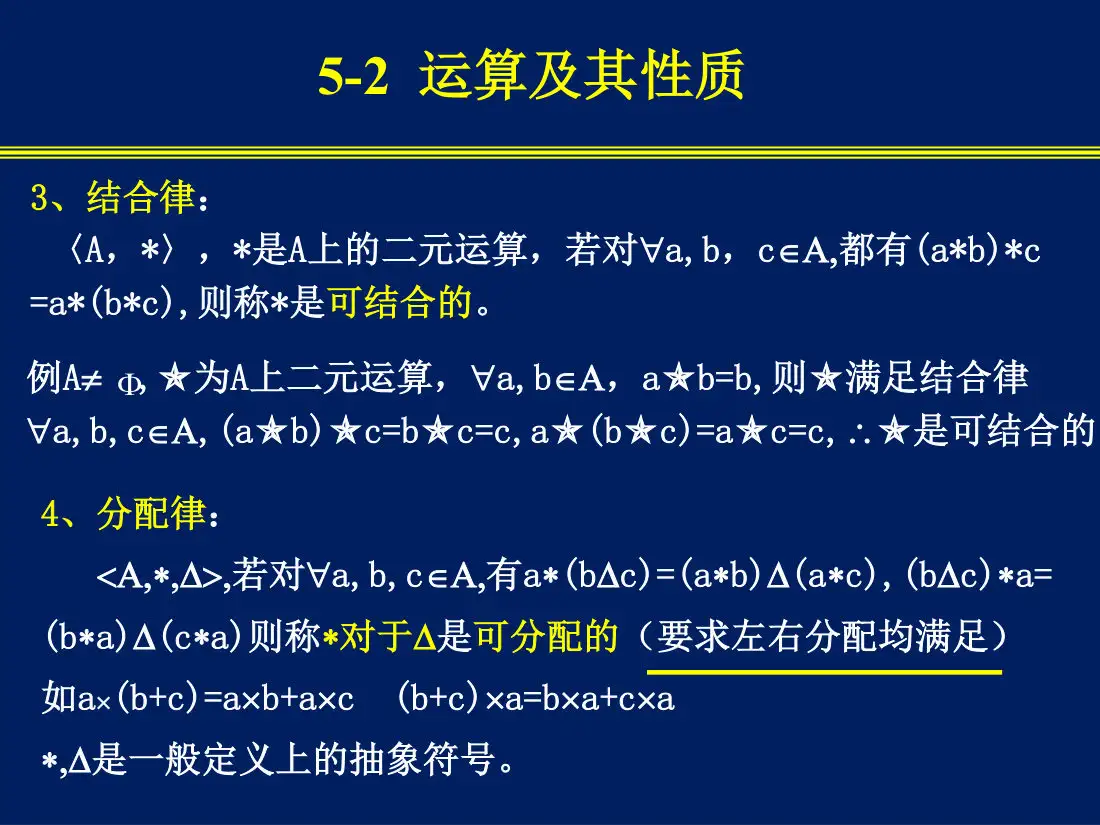 5-2 运算及其性质
3、结合律：
〈A，*〉，*是A上的二元运算，若对∀a,b，c∈A,都有(a*b)*c
=a*(b*c),则称*是可结合的。
例A≠ Φ,★为A上二元运算，∀a,b∈A，a★b=b,则★满足结合律
∀a,b,c∈A,(a★b)★c=b★c=c,a★(b★c)=a★c=c,∴★是可结合的
4、分配律：
<A,*,Δ>,若对∀a,b,c∈A,有a*(bΔc)=(a*b)Δ(a*c),(bΔc)*a=
(b*a)Δ(c*a)则称*对于Δ是可分配的（要求左右分配均满足）
如a×(b+c)=a×b+a×c (b+c)×a=b×a+c×a
*,Δ是一般定义上的抽象符号。